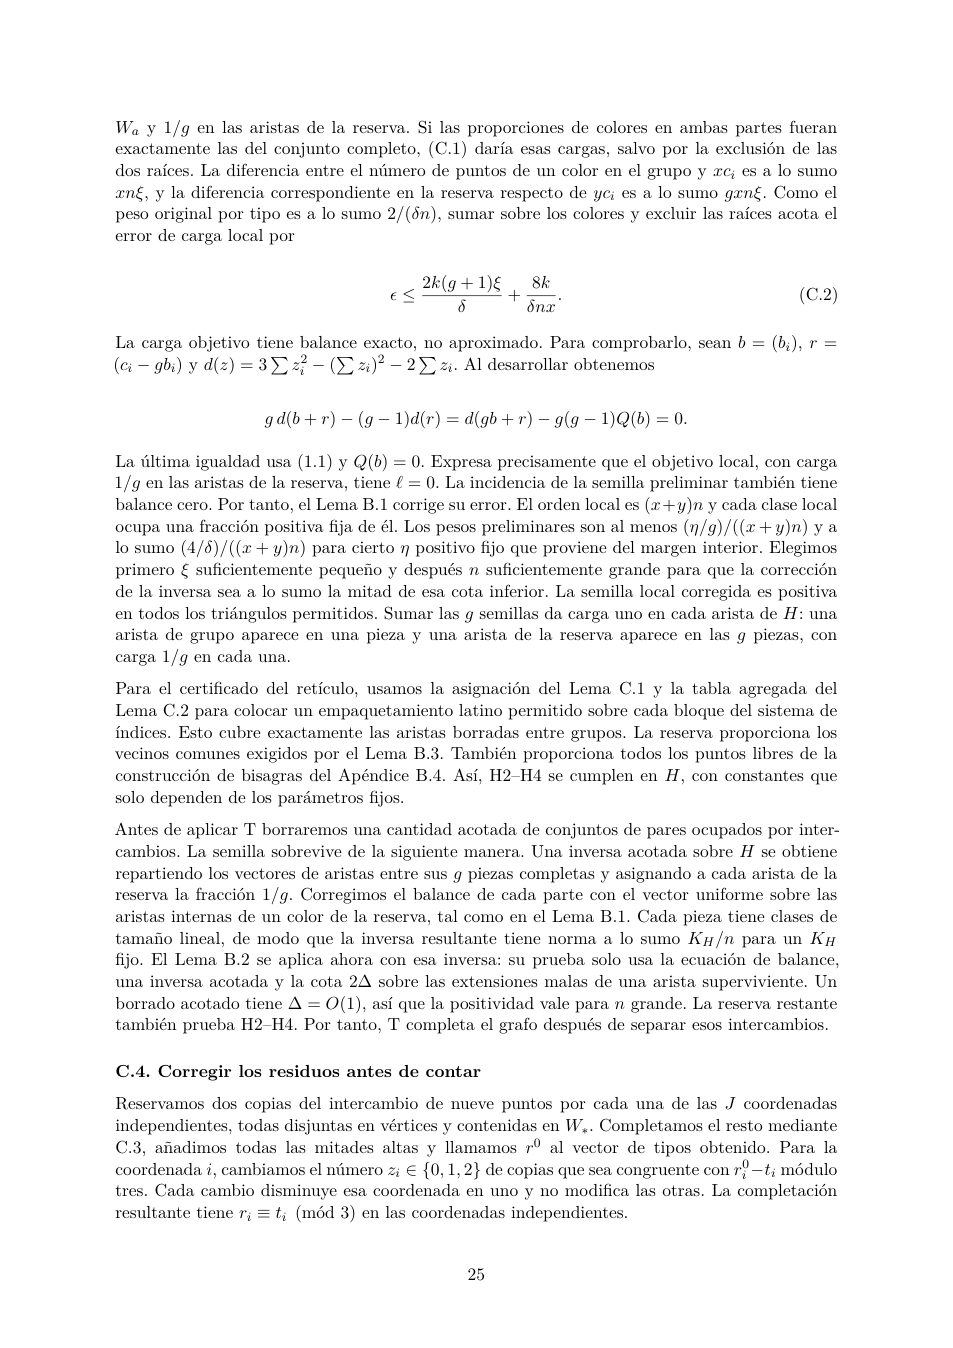 W_a y 1/g en las aristas de la reserva. Si las proporciones de colores en ambas partes fueran
exactamente las del conjunto completo, (C.1) daría esas cargas, salvo por la exclusión de las
dos raíces. La diferencia entre el número de puntos de un color en el grupo y xc_i es a lo sumo
xnξ, y la diferencia correspondiente en la reserva respecto de yc_i es a lo sumo gxnξ. Como el
peso original por tipo es a lo sumo 2/(δn), sumar sobre los colores y excluir las raíces acota el
error de carga local por
ϵ ≤ 2k(g + 1)ξ/δ + 8k/δnx. (C.2)
La carga objetivo tiene balance exacto, no aproximado. Para comprobarlo, sean b = (b_i), r =
(c_i − gb_i) y d(z) = 3 ∑ z_i^2 − (∑ z_i)^2 − 2 ∑ z_i. Al desarrollar obtenemos
g d(b + r) − (g − 1)d(r) = d(gb + r) − g(g − 1)Q(b) = 0.
La última igualdad usa (1.1) y Q(b) = 0. Expresa precisamente que el objetivo local, con carga
1/g en las aristas de la reserva, tiene ℓ = 0. La incidencia de la semilla preliminar también tiene
balance cero. Por tanto, el Lema B.1 corrige su error. El orden local es (x+y)n y cada clase local
ocupa una fracción positiva fija de él. Los pesos preliminares son al menos (η/g)/((x + y)n) y a
lo sumo (4/δ)/((x + y)n) para cierto η positivo fijo que proviene del margen interior. Elegimos
primero ξ suficientemente pequeño y después n suficientemente grande para que la corrección
de la inversa sea a lo sumo la mitad de esa cota inferior. La semilla local corregida es positiva
en todos los triángulos permitidos. Sumar las g semillas da carga uno en cada arista de H: una
arista de grupo aparece en una pieza y una arista de la reserva aparece en las g piezas, con
carga 1/g en cada una.
Para el certificado del retículo, usamos la asignación del Lema C.1 y la tabla agregada del
Lema C.2 para colocar un empaquetamiento latino permitido sobre cada bloque del sistema de
índices. Esto cubre exactamente las aristas borradas entre grupos. La reserva proporciona los
vecinos comunes exigidos por el Lema B.3. También proporciona todos los puntos libres de la
construcción de bisagras del Apéndice B.4. Así, H2–H4 se cumplen en H, con constantes que
solo dependen de los parámetros fijos.
Antes de aplicar T borraremos una cantidad acotada de conjuntos de pares ocupados por inter-
cambios. La semilla sobrevive de la siguiente manera. Una inversa acotada sobre H se obtiene
repartiendo los vectores de aristas entre sus g piezas completas y asignando a cada arista de la
reserva la fracción 1/g. Corregimos el balance de cada parte con el vector uniforme sobre las
aristas internas de un color de la reserva, tal como en el Lema B.1. Cada pieza tiene clases de
tamaño lineal, de modo que la inversa resultante tiene norma a lo sumo K_H/n para un K_H
fijo. El Lema B.2 se aplica ahora con esa inversa: su prueba solo usa la ecuación de balance,
una inversa acotada y la cota 2Δ sobre las extensiones malas de una arista superviviente. Un
borrado acotado tiene Δ = O(1), así que la positividad vale para n grande. La reserva restante
también prueba H2–H4. Por tanto, T completa el grafo después de separar esos intercambios.
C.4. Corregir los residuos antes de contar
Reservamos dos copias del intercambio de nueve puntos por cada una de las J coordenadas
independientes, todas disjuntas en vértices y contenidas en W_*. Completamos el resto mediante
C.3, añadimos todas las mitades altas y llamamos r^0 al vector de tipos obtenido. Para la
coordenada i, cambiamos el número z_i ∈ {0, 1, 2} de copias que sea congruente con r_i^0−t_i módulo
tres. Cada cambio disminuye esa coordenada en uno y no modifica las otras. La completación
resultante tiene r_i ≡ t_i (mód 3) en las coordenadas independientes.
25